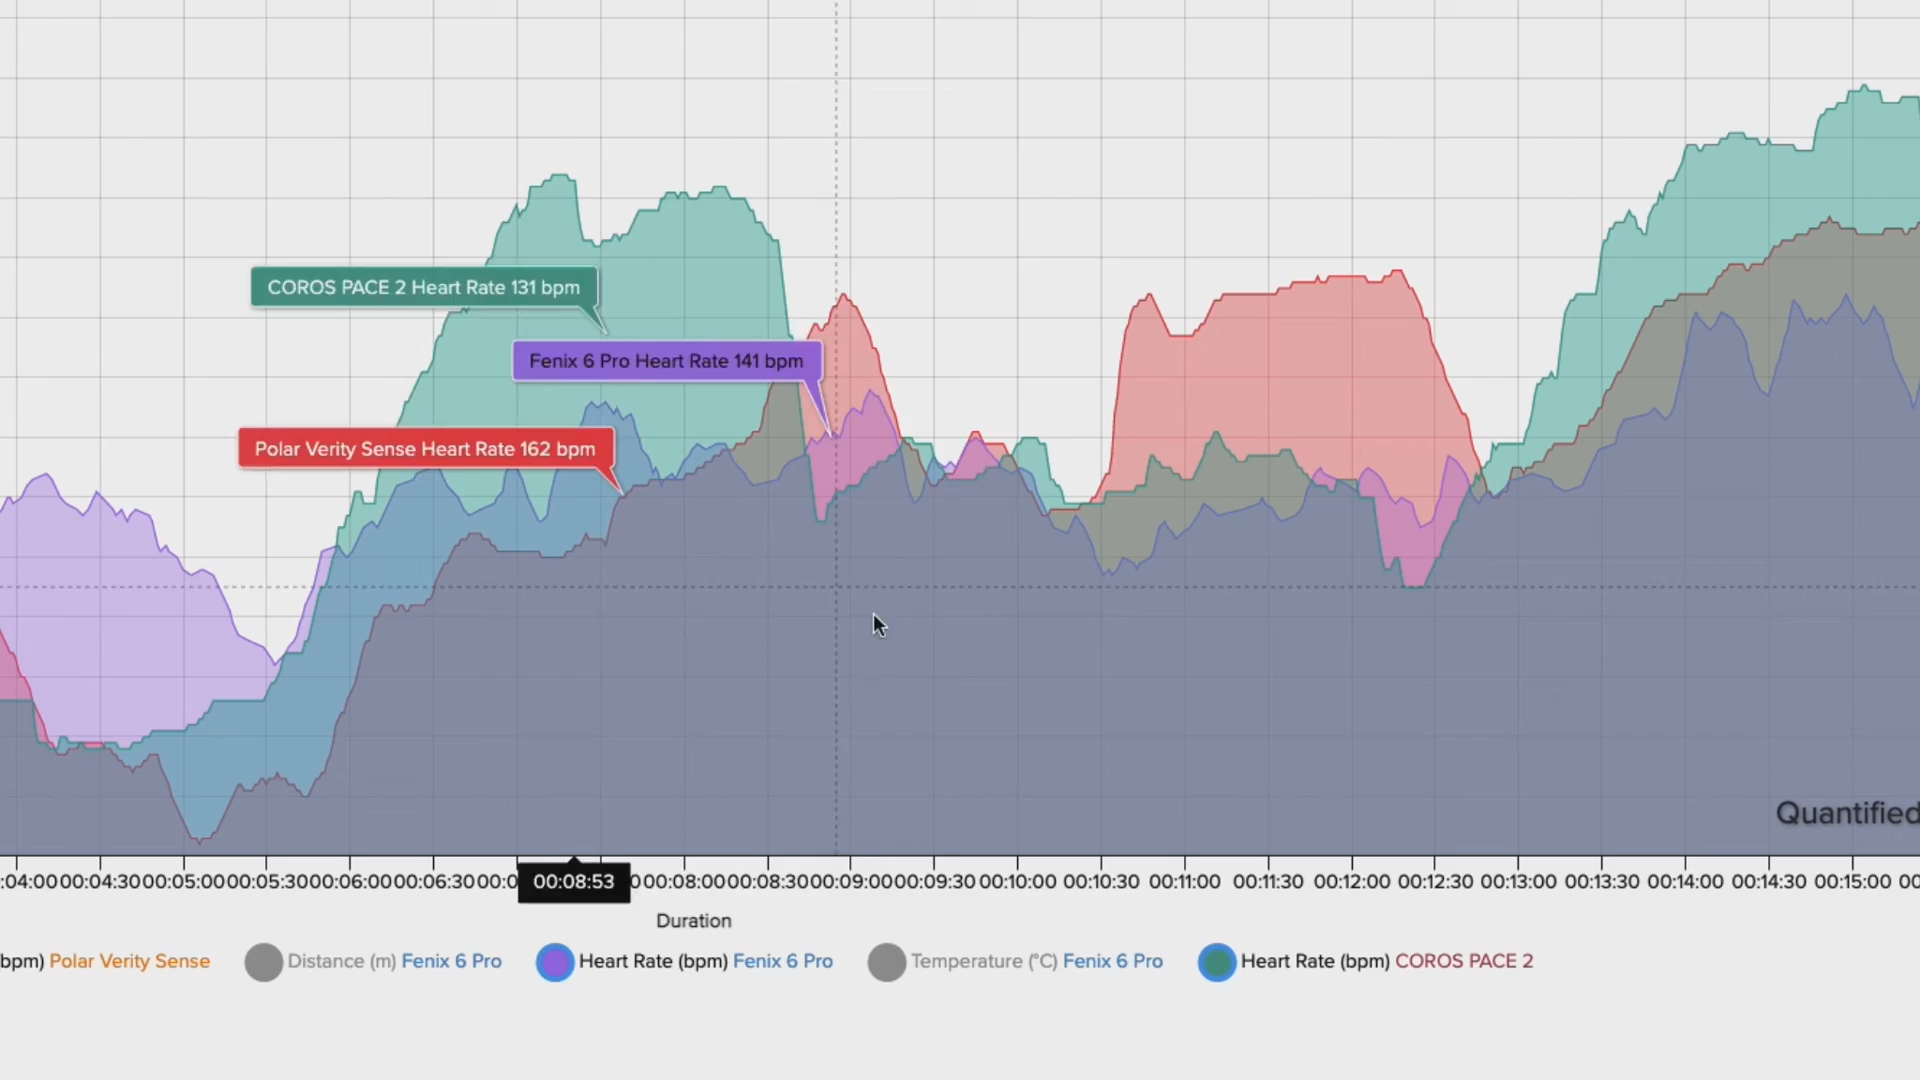 COROS PACE 2 Heart Rate 131 bpm
Fenix 6 Pro Heart Rate 141 bpm
Polar Verity Sense Heart Rate 162 bpm
Quantified
:04:00 00:04:30 00:05:00 00:05:30 00:06:00 00:06:30 00:0 00:08:53 0 00:08:00 00:08:30 00:09:00 00:09:30 00:10:00 00:10:30 00:11:00 00:11:30 00:12:00 00:12:30 00:13:00 00:13:30 00:14:00 00:14:30 00:15:00 00
Duration
bpm) Polar Verity Sense Distance (m) Fenix 6 Pro Heart Rate (bpm) Fenix 6 Pro Temperature (°C) Fenix 6 Pro Heart Rate (bpm) COROS PACE 2